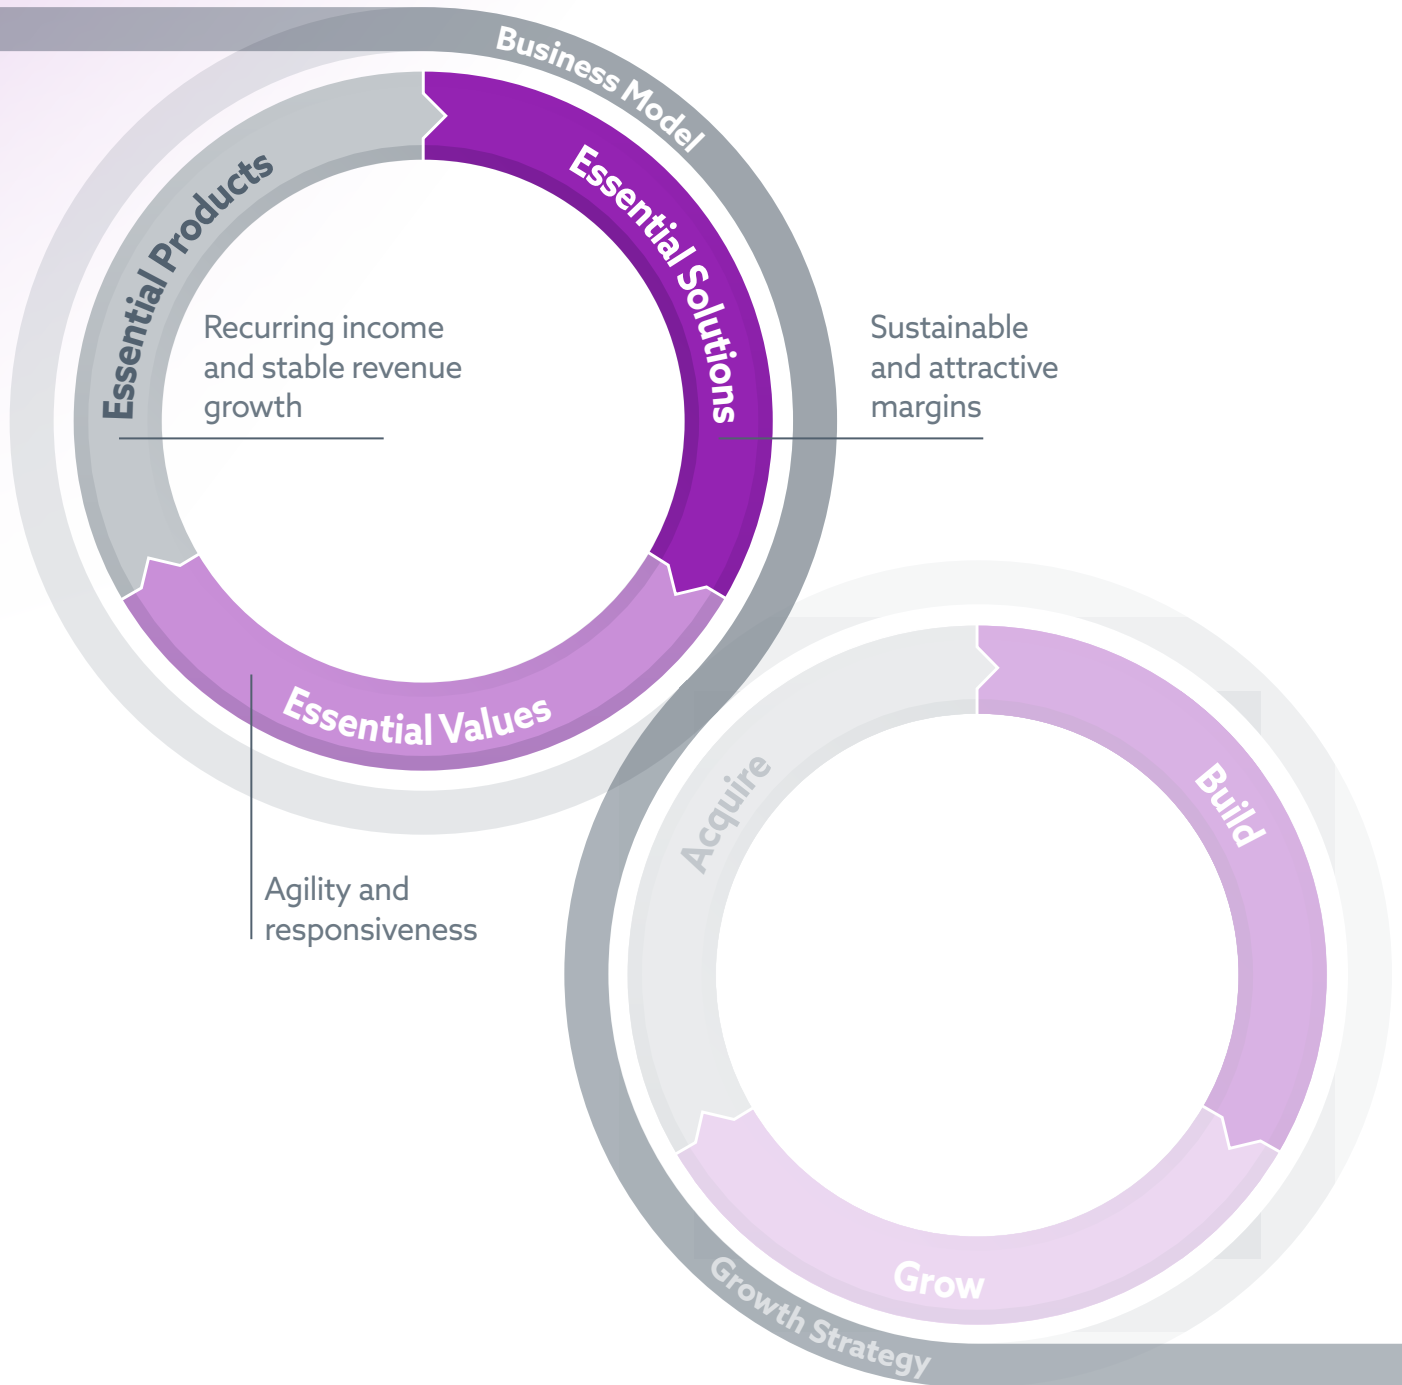 Business Model
Essential Products
Essential Solutions
Recurring income
and stable revenue
growth
Sustainable
and attractive
margins
Essential Values
Agility and
responsiveness
Acquire
Build
Grow
Growth Strategy